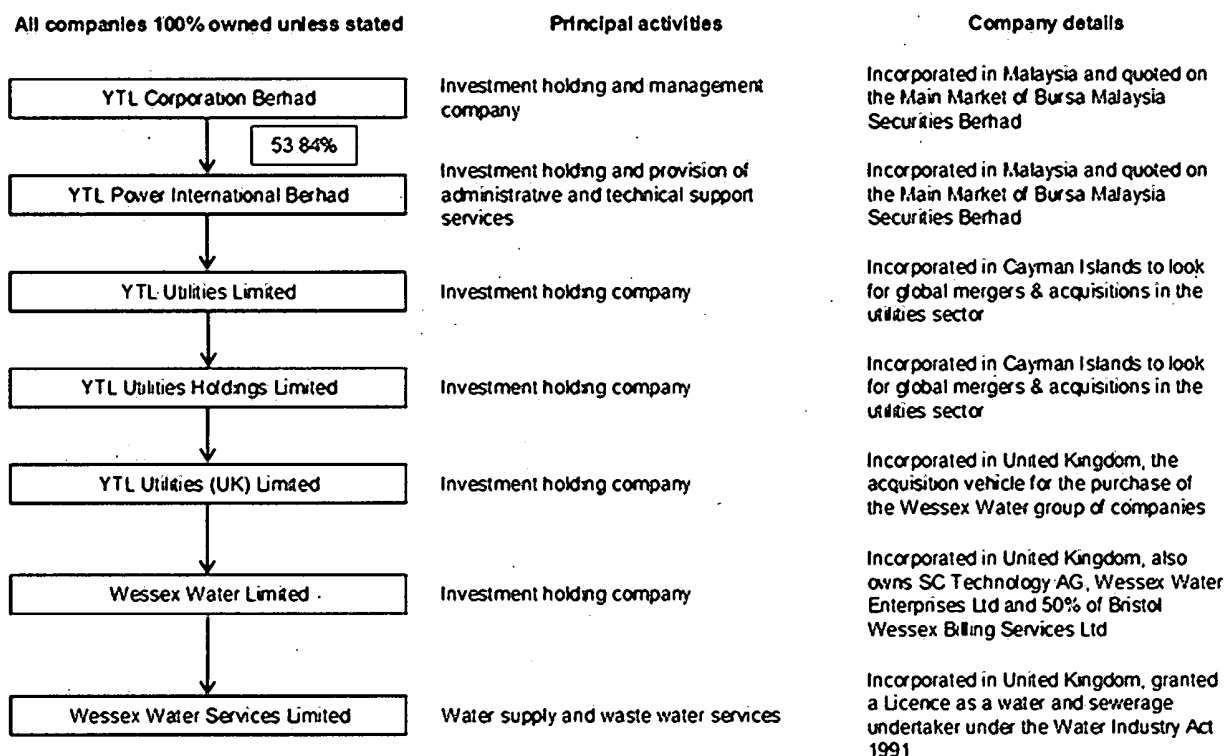 All companies 100% owned unless stated
Principal activities
Company details
YTL Corporation Berhad
Investment holding and management
company
Incorporated in Malaysia and quoted on
the Main Market of Bursa Malaysia
Securities Berhad
53.84%
YTL Power International Berhad
Investment holding and provision of
administrative and technical support
services
Incorporated in Malaysia and quoted on
the Main Market of Bursa Malaysia
Securities Berhad
YTL Utilities Limited
Investment holding company
Incorporated in Cayman Islands to look
for global mergers & acquisitions in the
utilities sector
YTL Utilities Holdings Limited
Investment holding company
Incorporated in Cayman Islands to look
for global mergers & acquisitions in the
utilities sector
YTL Utilities (UK) Limited
Investment holding company
Incorporated in United Kingdom, the
acquisition vehicle for the purchase of
the Wessex Water group of companies
Wessex Water Limited
Investment holding company
Incorporated in United Kingdom, also
owns SC Technology AG, Wessex Water
Enterprises Ltd and 50% of Bristol
Wessex Billing Services Ltd
Wessex Water Services Limited
Water supply and waste water services
Incorporated in United Kingdom, granted
a Licence as a water and sewerage
undertaker under the Water Industry Act
1991